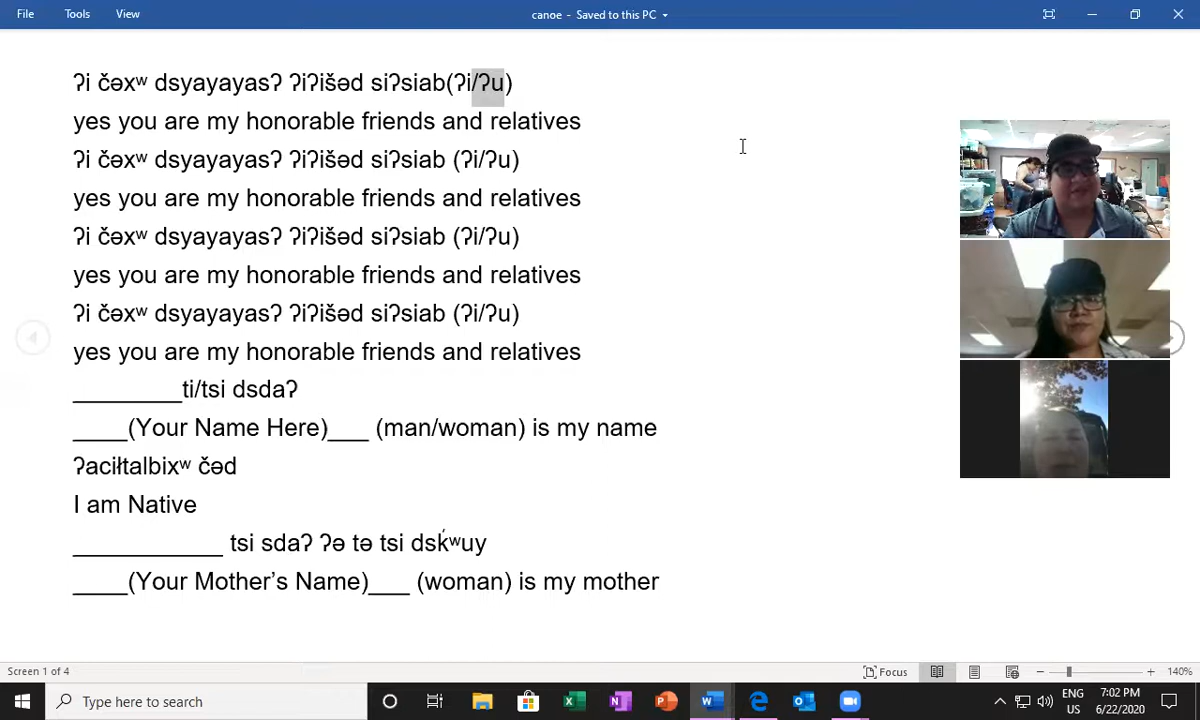 File Tools View canoe - Saved to this PC
ʔi čəxʷ dsyayayasʔ ʔiʔišəd siʔsiab(ʔi/ʔu)
yes you are my honorable friends and relatives
ʔi čəxʷ dsyayayasʔ ʔiʔišəd siʔsiab (ʔi/ʔu)
yes you are my honorable friends and relatives
ʔi čəxʷ dsyayayasʔ ʔiʔišəd siʔsiab (ʔi/ʔu)
yes you are my honorable friends and relatives
ʔi čəxʷ dsyayayasʔ ʔiʔišəd siʔsiab (ʔi/ʔu)
yes you are my honorable friends and relatives
________ti/tsi dsdaʔ
____(Your Name Here)___ (man/woman) is my name
ʔaciɫtalbixʷ čəd
I am Native
___________ tsi sdaʔ ʔə tə tsi dsk̓ʷuy
____(Your Mother’s Name)___ (woman) is my mother
Screen 1 of 4 Focus 140%
Type here to search ENG US 7:02 PM 6/22/2020